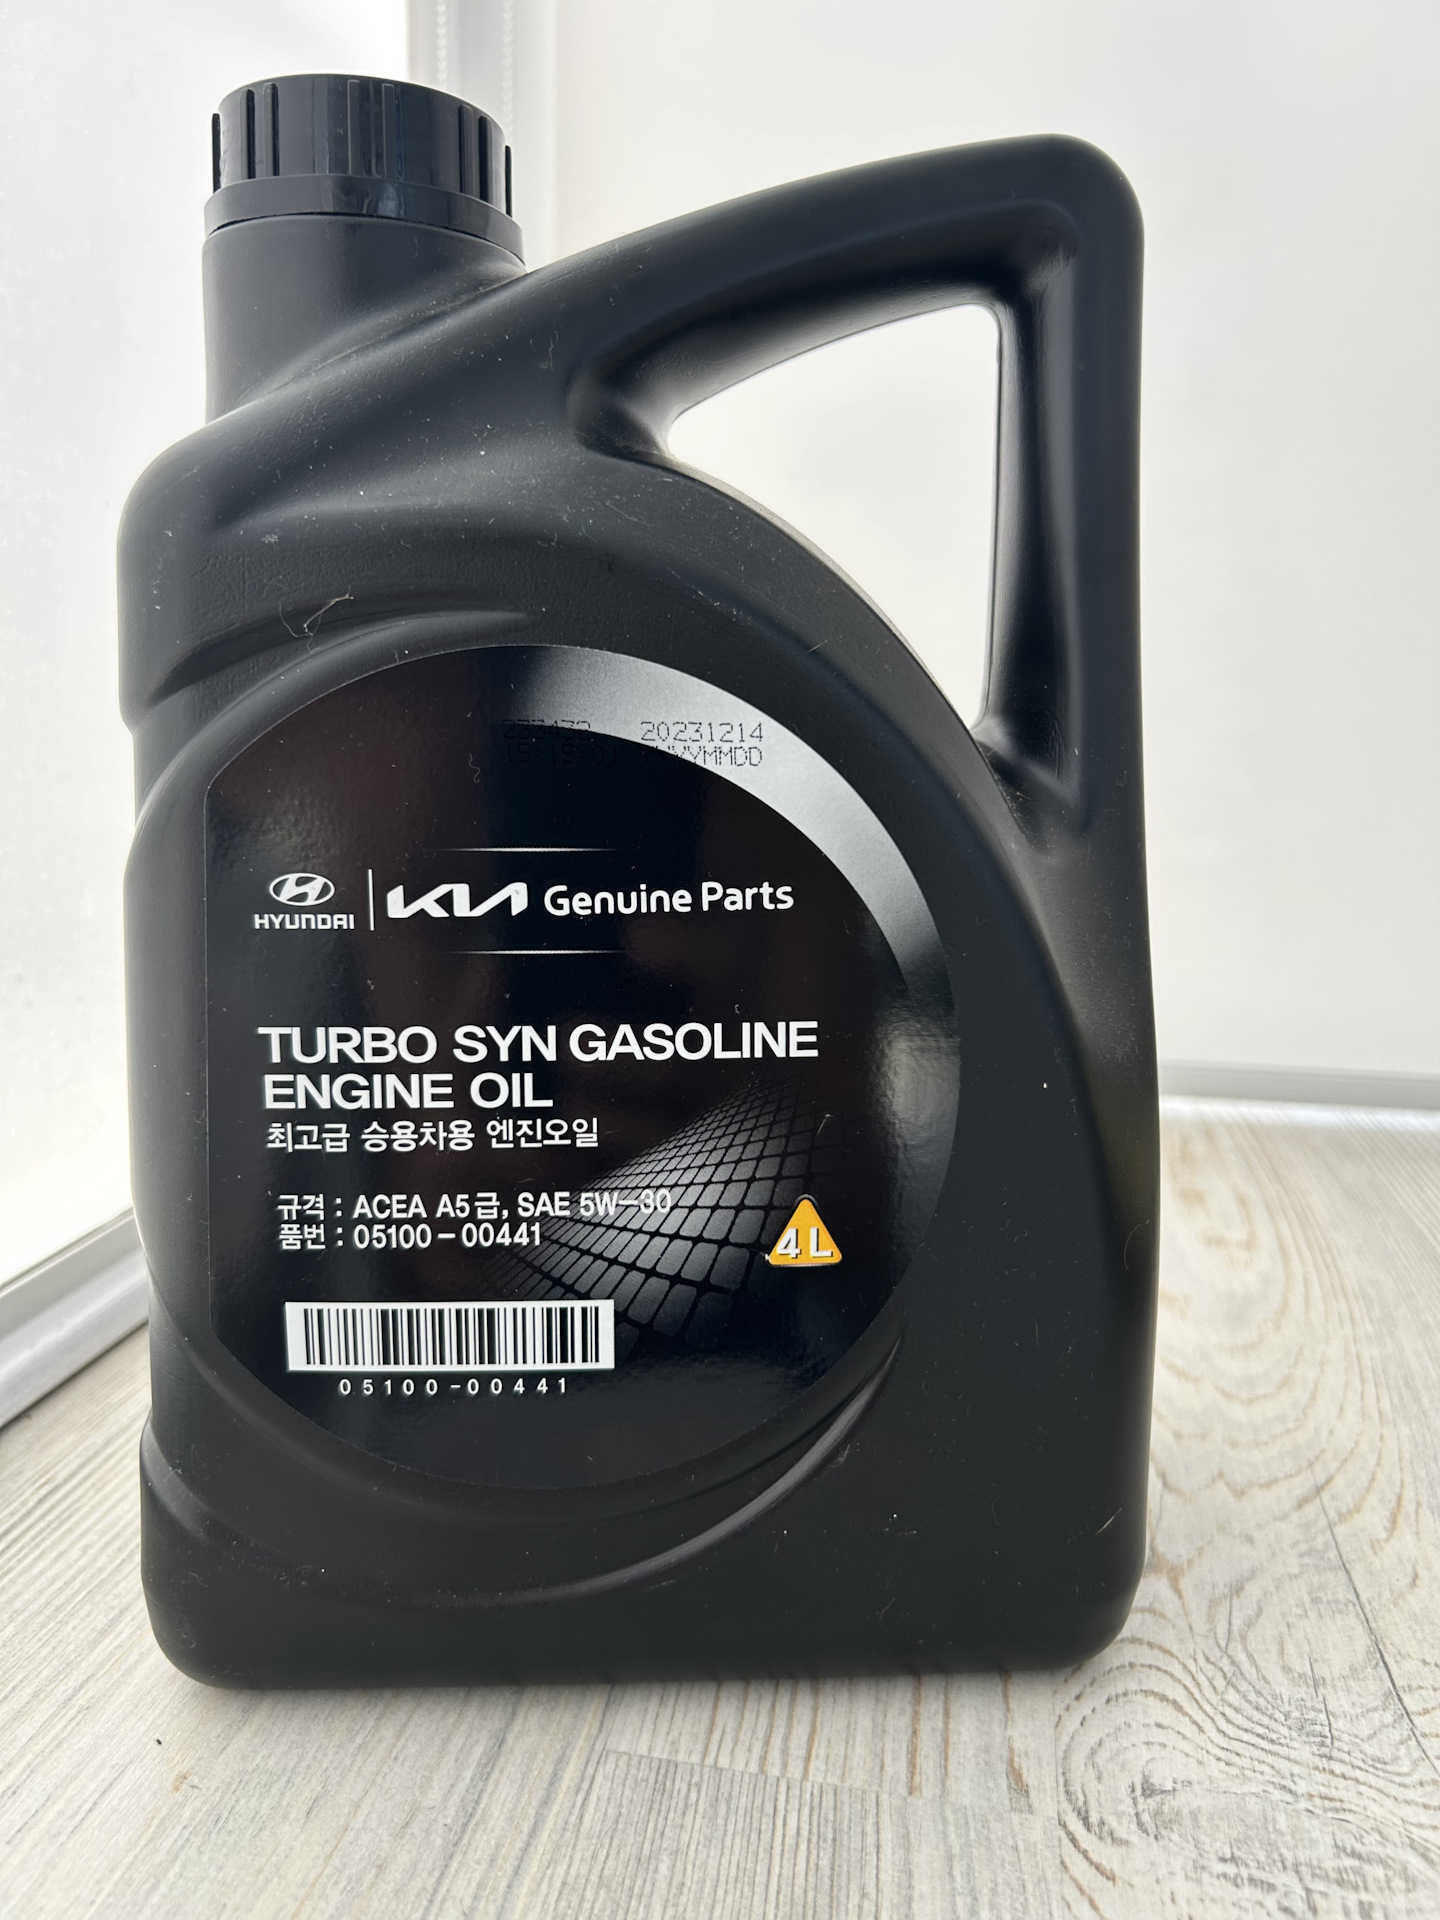 20231214
YYYYMMDD
HYUNDAI KIA Genuine Parts
TURBO SYN GASOLINE
ENGINE OIL
최고급 승용차용 엔진오일
규격 : ACEA A5급, SAE 5W-30
품번 : 05100-00441
4 L
05100-00441